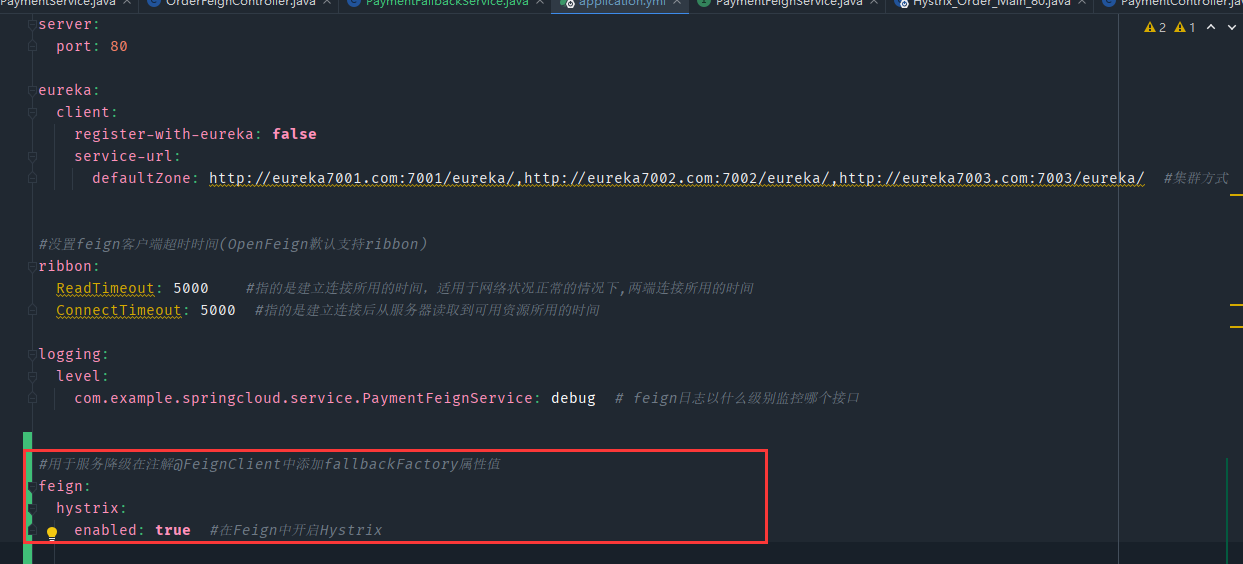 PaymentService.java OrderFeignController.java PaymentFallbackService.java application.yml PaymentFeignService.java Hystrix_Order_Main_80.java PaymentController.jav
server:
2 1
port: 80
eureka:
client:
register-with-eureka: false
service-url:
defaultZone: http://eureka7001.com:7001/eureka/,http://eureka7002.com:7002/eureka/,http://eureka7003.com:7003/eureka/ #集群方式
#设置feign客户端超时时间(OpenFeign默认支持ribbon)
ribbon:
ReadTimeout: 5000 #指的是建立连接所用的时间，适用于网络状况正常的情况下,两端连接所用的时间
ConnectTimeout: 5000 #指的是建立连接后从服务器读取到可用资源所用的时间
logging:
level:
com.example.springcloud.service.PaymentFeignService: debug # feign日志以什么级别监控哪个接口
#用于服务降级在注解@FeignClient中添加fallbackFactory属性值
feign:
hystrix:
enabled: true #在Feign中开启Hystrix